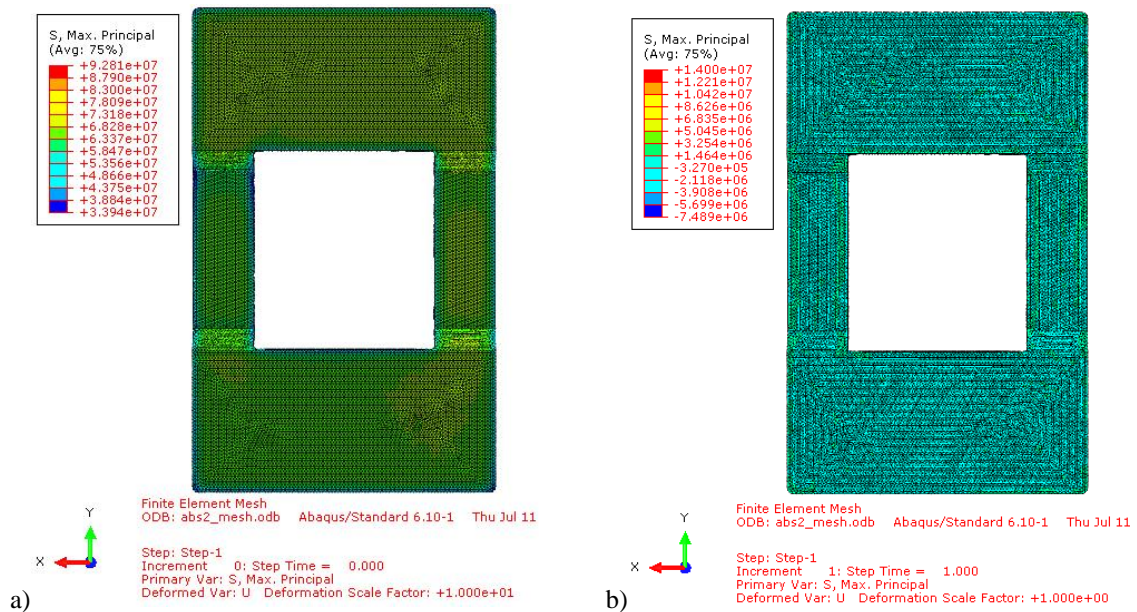 S, Max. Principal
(Avg: 75%)
+9.281e+07
+8.790e+07
+8.300e+07
+7.809e+07
+7.318e+07
+6.828e+07
+6.337e+07
+5.847e+07
+5.356e+07
+4.866e+07
+4.375e+07
+3.884e+07
+3.394e+07
Finite Element Mesh
ODB: abs2_mesh.odb Abaqus/Standard 6.10-1 Thu Jul 11
Y
X
Step: Step-1
Increment 0: Step Time = 0.000
Primary Var: S, Max. Principal
Deformed Var: U Deformation Scale Factor: +1.000e+01
a)
S, Max. Principal
(Avg: 75%)
+1.400e+07
+1.221e+07
+1.042e+07
+8.626e+06
+6.835e+06
+5.045e+06
+3.254e+06
+1.464e+06
-3.270e+05
-2.118e+06
-3.908e+06
-5.699e+06
-7.489e+06
Finite Element Mesh
ODB: abs2_mesh.odb Abaqus/Standard 6.10-1 Thu Jul 11
Y
X
Step: Step-1
Increment 1: Step Time = 1.000
Primary Var: S, Max. Principal
Deformed Var: U Deformation Scale Factor: +1.000e+00
b)